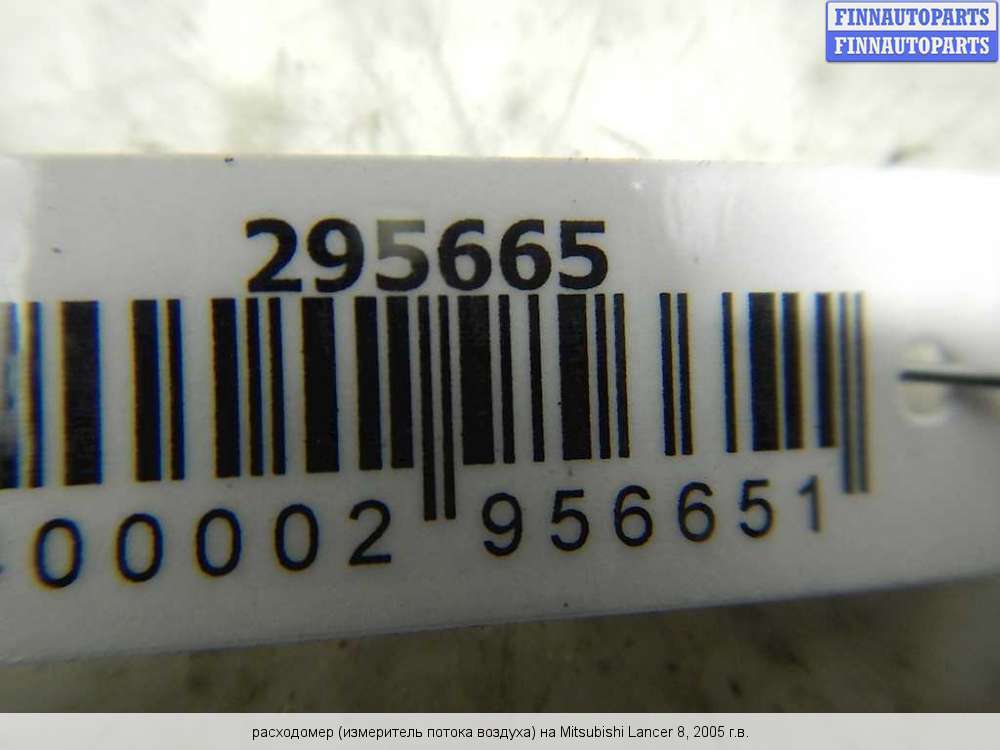 FINNAUTOPARTS
FINNAUTOPARTS
295665
00002 956651
расходомер (измеритель потока воздуха) на Mitsubishi Lancer 8, 2005 г.в.